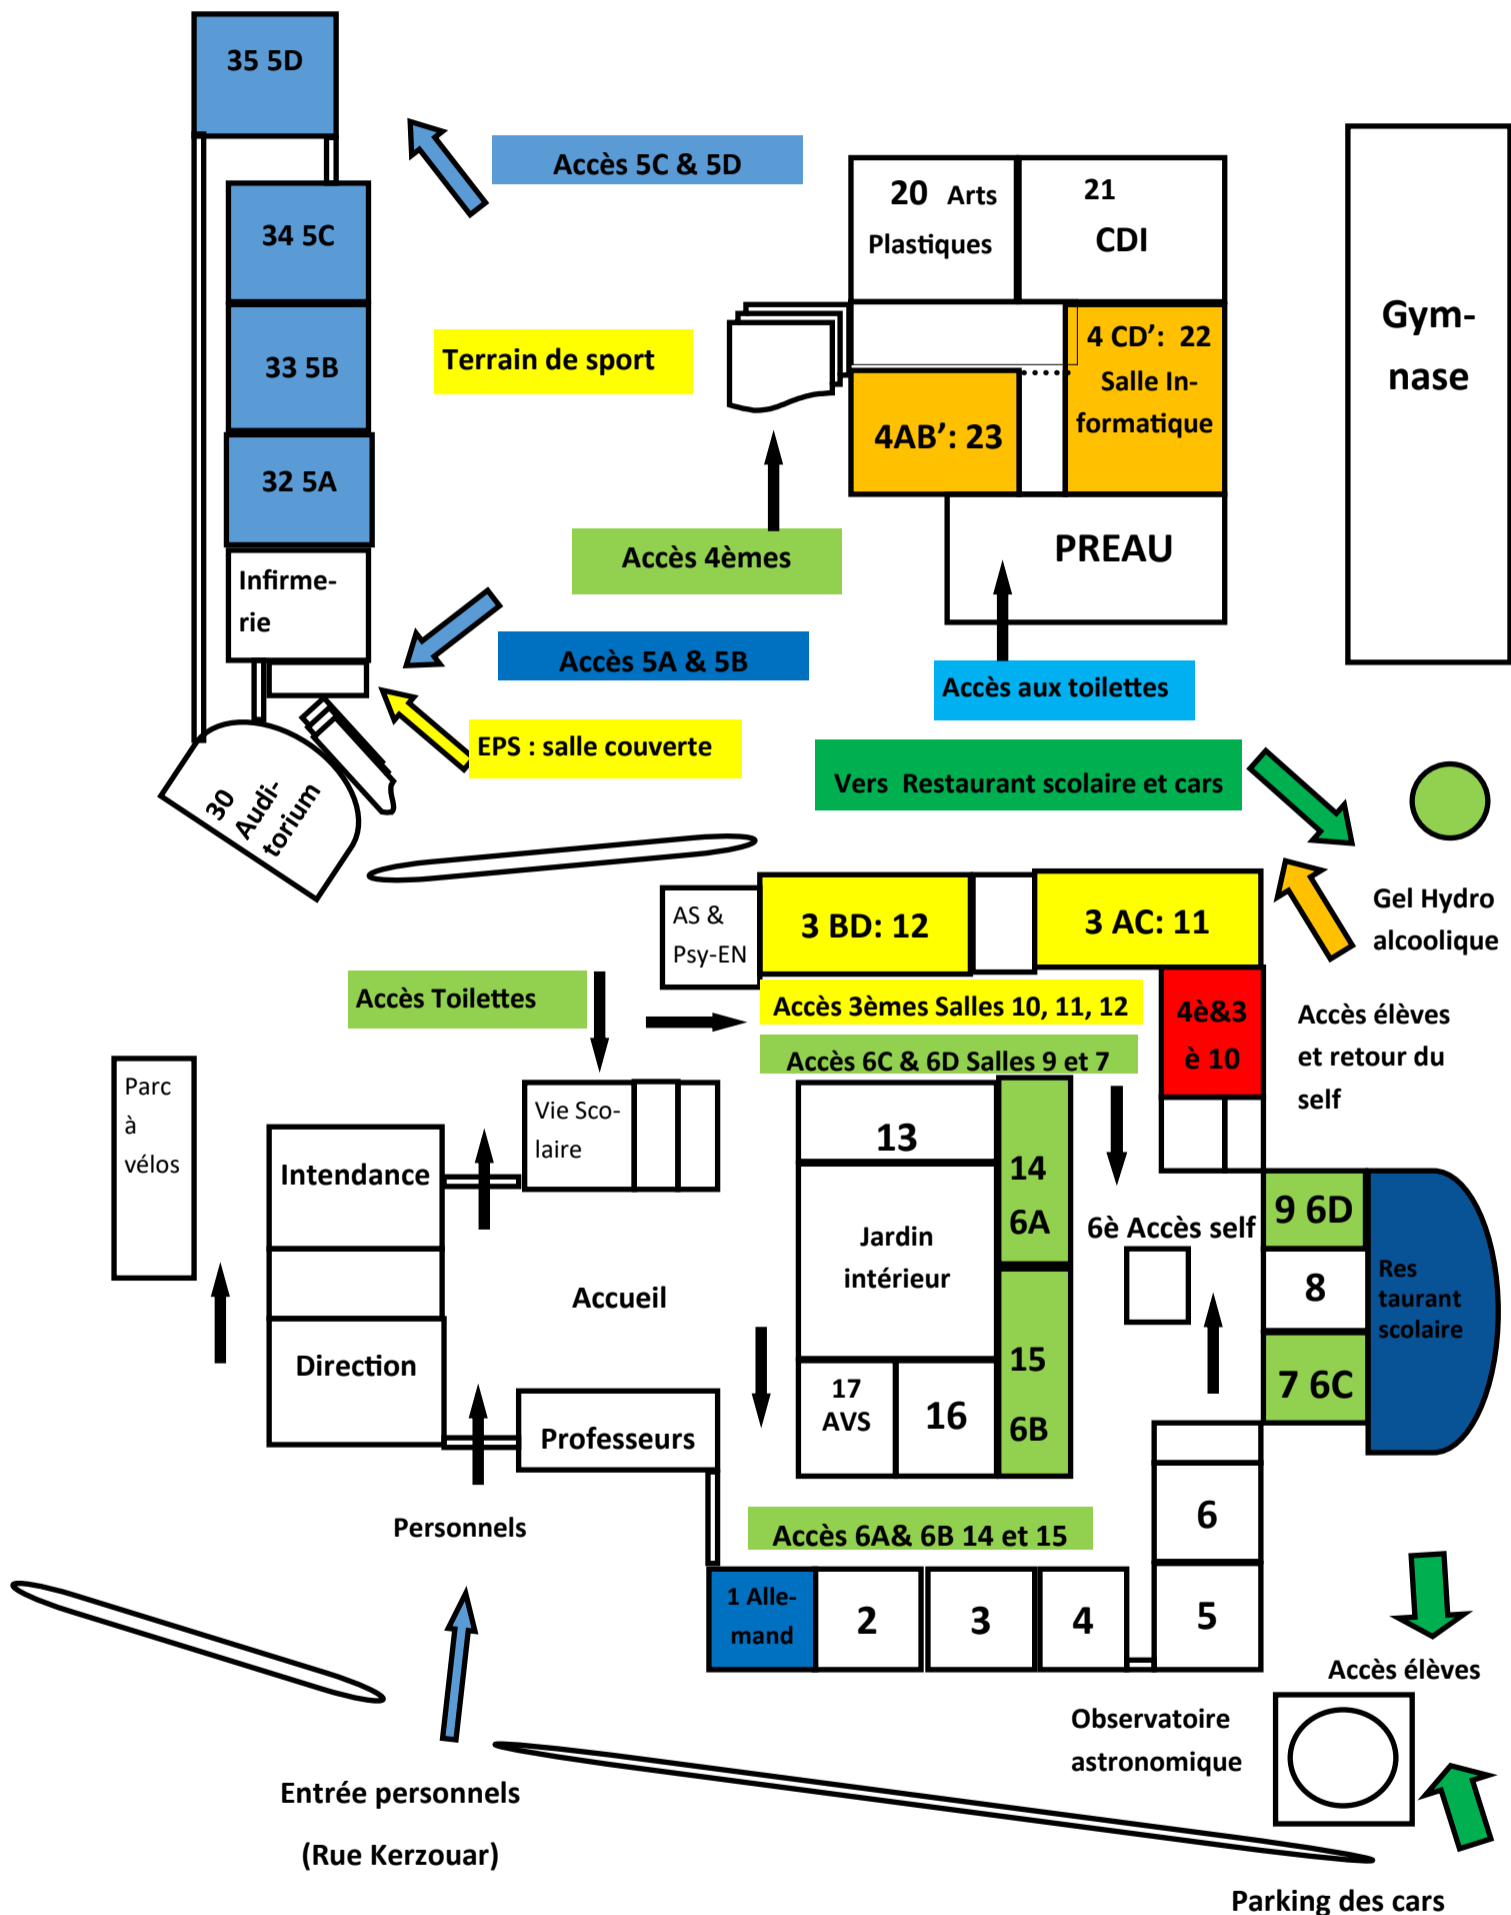 35 5D
Accès 5C & 5D
20 Arts
Plastiques
21
CDI
34 5C
Gym-
nase
33 5B
Terrain de sport
4 CD’: 22
Salle In-
formatique
4AB’: 23
32 5A
Accès 4èmes
PREAU
Infirme-
rie
Accès 5A & 5B
Accès aux toilettes
EPS : salle couverte
Vers Restaurant scolaire et cars
30
Audi-
torium
Gel Hydro
alcoolique
AS &
Psy-EN
3 BD: 12
3 AC: 11
Accès Toilettes
Accès 3èmes Salles 10, 11, 12
4è&3
è 10
Accès élèves
et retour du
self
Accès 6C & 6D Salles 9 et 7
Parc
à
vélos
Vie Sco-
laire
13
14
6A
Intendance
6è Accès self
9 6D
Jardin
intérieur
8
Res
taurant
scolaire
Accueil
Direction
15
6B
7 6C
17
AVS
16
Professeurs
6
Personnels
Accès 6A& 6B 14 et 15
1 Alle-
mand
2
3
4
5
Accès élèves
Observatoire
astronomique
Entrée personnels
(Rue Kerzouar)
Parking des cars